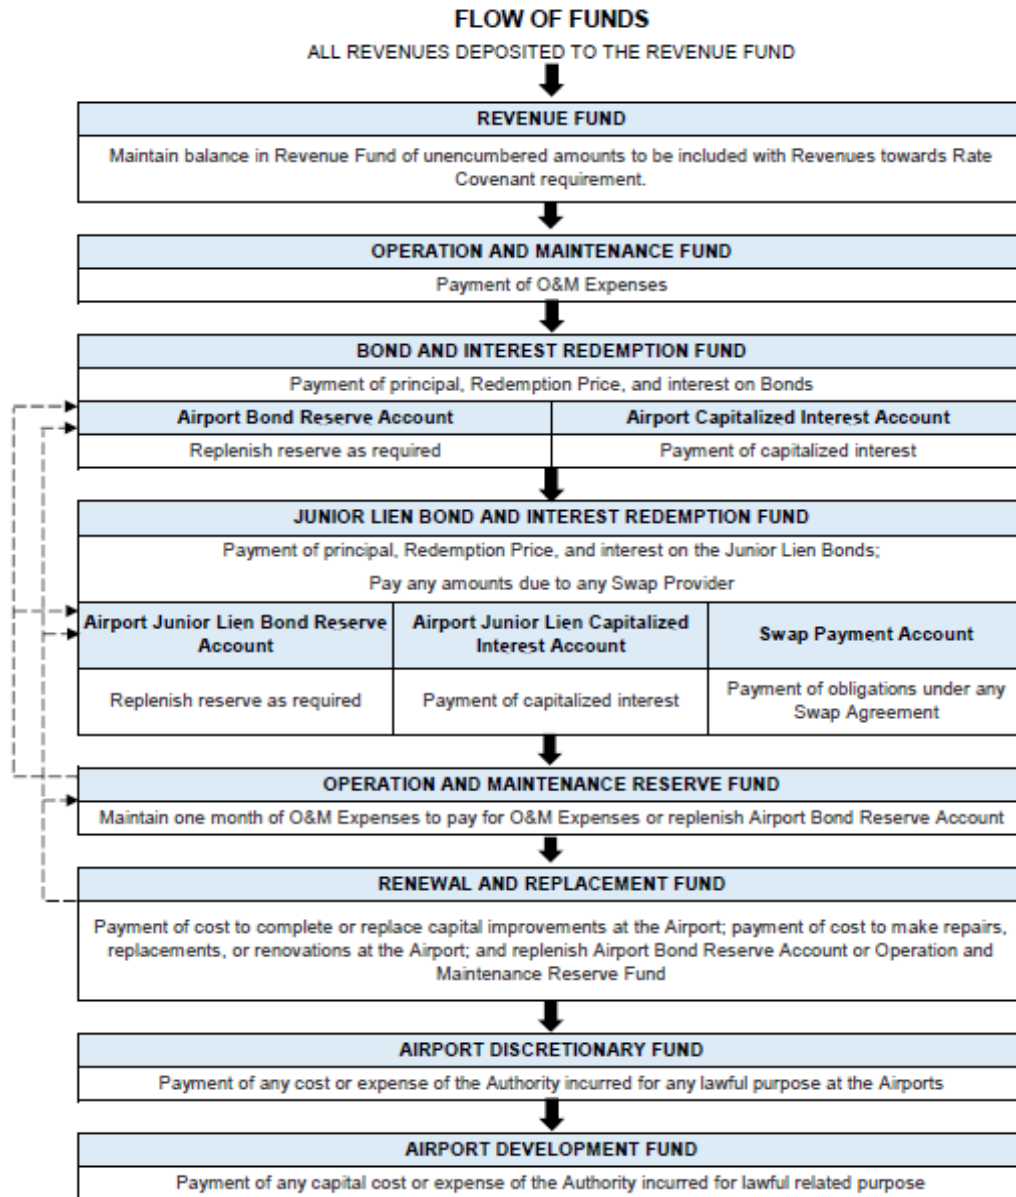 FLOW OF FUNDS
ALL REVENUES DEPOSITED TO THE REVENUE FUND
REVENUE FUND
Maintain balance in Revenue Fund of unencumbered amounts to be included with Revenues towards Rate
Covenant requirement.
OPERATION AND MAINTENANCE FUND
Payment of O&M Expenses
BOND AND INTEREST REDEMPTION FUND
Payment of principal, Redemption Price, and interest on Bonds
Airport Bond Reserve Account
Airport Capitalized Interest Account
Replenish reserve as required
Payment of capitalized interest
JUNIOR LIEN BOND AND INTEREST REDEMPTION FUND
Payment of principal, Redemption Price, and interest on the Junior Lien Bonds;
Pay any amounts due to any Swap Provider
Airport Junior Lien Bond Reserve
Account
Airport Junior Lien Capitalized
Interest Account
Swap Payment Account
Replenish reserve as required
Payment of capitalized interest
Payment of obligations under any
Swap Agreement
OPERATION AND MAINTENANCE RESERVE FUND
Maintain one month of O&M Expenses to pay for O&M Expenses or replenish Airport Bond Reserve Account
RENEWAL AND REPLACEMENT FUND
Payment of cost to complete or replace capital improvements at the Airport; payment of cost to make repairs,
replacements, or renovations at the Airport; and replenish Airport Bond Reserve Account or Operation and
Maintenance Reserve Fund
AIRPORT DISCRETIONARY FUND
Payment of any cost or expense of the Authority incurred for any lawful purpose at the Airports
AIRPORT DEVELOPMENT FUND
Payment of any capital cost or expense of the Authority incurred for lawful related purpose